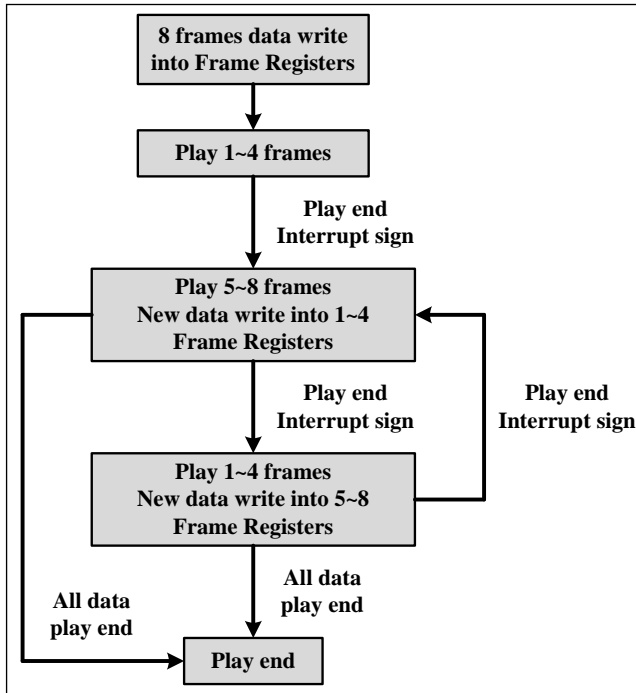 8 frames data write
into Frame Registers
Play 1~4 frames
Play end
Interrupt sign
Play 5~8 frames
New data write into 1~4
Frame Registers
Play end
Interrupt sign
Play end
Interrupt sign
Play 1~4 frames
New data write into 5~8
Frame Registers
All data
play end
All data
play end
Play end